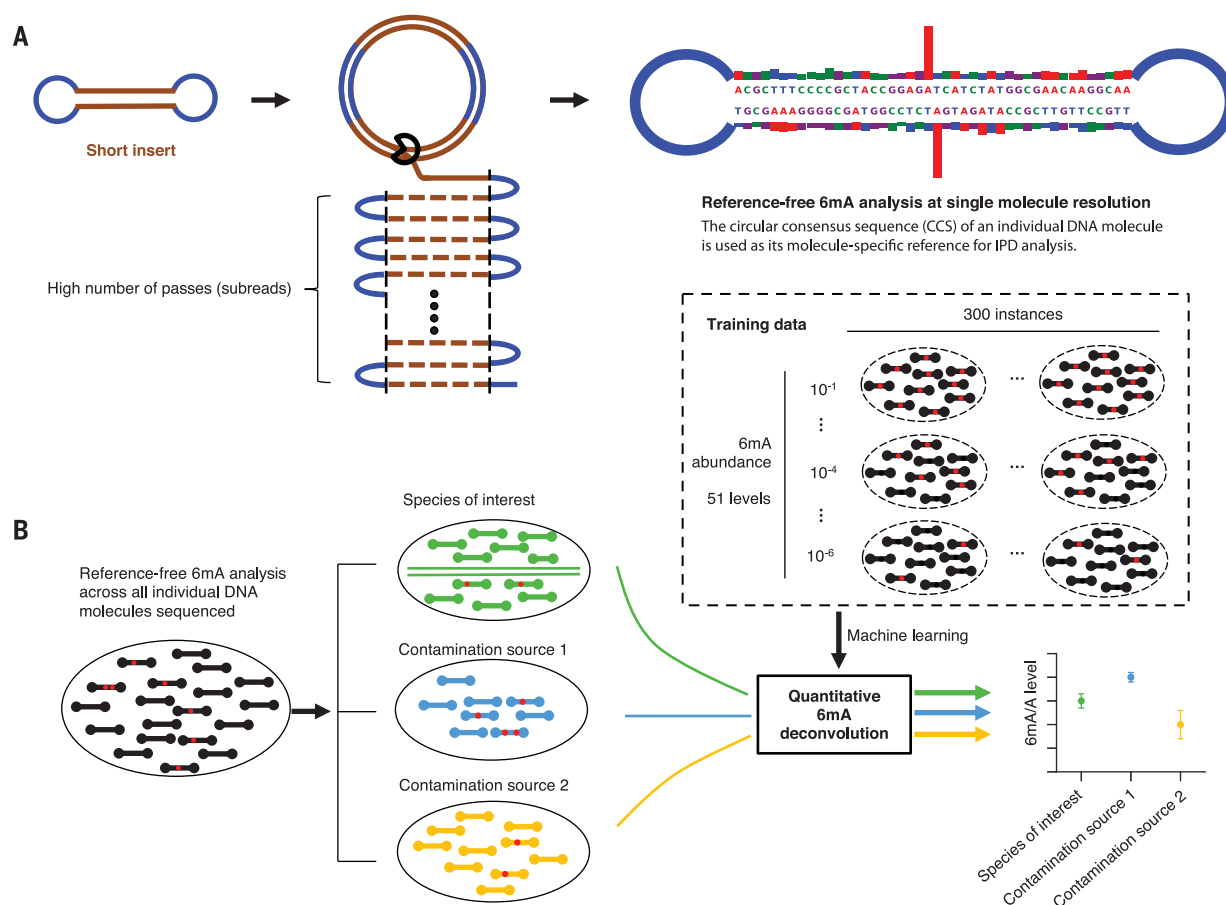 A
Short insert
High number of passes (subreads)
ACGCTTTCCCCGCTACCGGAGATCATCTATGGCGAACAAGGCAA
TGCGAAAGGGGCGATGGCCTCTAGTAGATACCGCTTGTTCCGTT
Reference-free 6mA analysis at single molecule resolution
The circular consensus sequence (CCS) of an individual DNA molecule
is used as its molecule-specific reference for IPD analysis.
Training data
300 instances
6mA
abundance
51 levels
10⁻¹
⋮
10⁻⁴
⋮
10⁻⁶
...
...
...
Machine learning
B
Reference-free 6mA analysis
across all individual DNA
molecules sequenced
Species of interest
Contamination source 1
Contamination source 2
Quantitative
6mA
deconvolution
6mA/A level
Species of interest
Contamination source 1
Contamination source 2